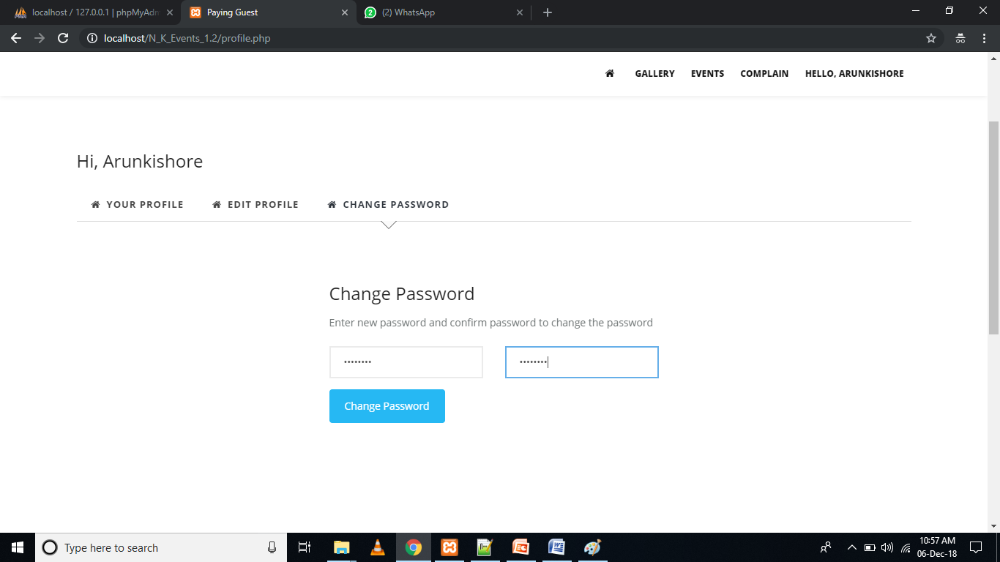 localhost / 127.0.0.1 | phpMyAdm
Paying Guest
(2) WhatsApp
localhost/N_K_Events_1.2/profile.php
GALLERY EVENTS COMPLAIN HELLO, ARUNKISHORE
Hi, Arunkishore
YOUR PROFILE EDIT PROFILE CHANGE PASSWORD
Change Password
Enter new password and confirm password to change the password
•••••••• ••••••••
Change Password
Type here to search
10:57 AM
06-Dec-18